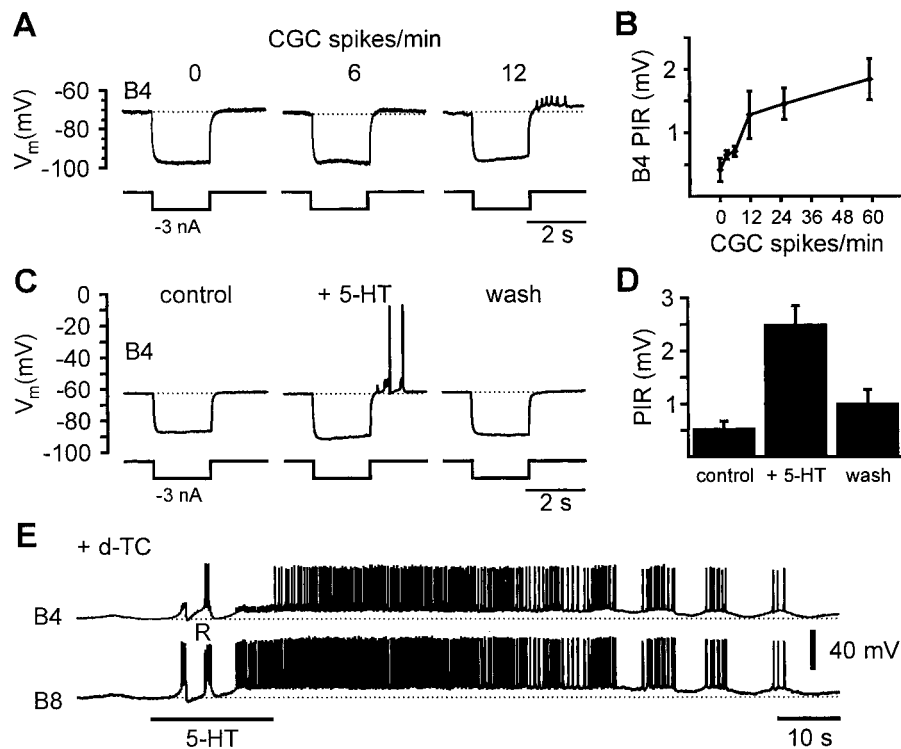 A
CGC spikes/min
0 6 12
B4
-60
-80
-100
Vm(mV)
-3 nA
2 s
B
2
1
B4 PIR (mV)
0 12 24 36 48 60
CGC spikes/min
C
control + 5-HT wash
0
-20
-40
-60
-80
-100
Vm(mV)
B4
-3 nA
2 s
D
3
2
1
PIR (mV)
control + 5-HT wash
E
+ d-TC
B4
R
B8
40 mV
5-HT
10 s